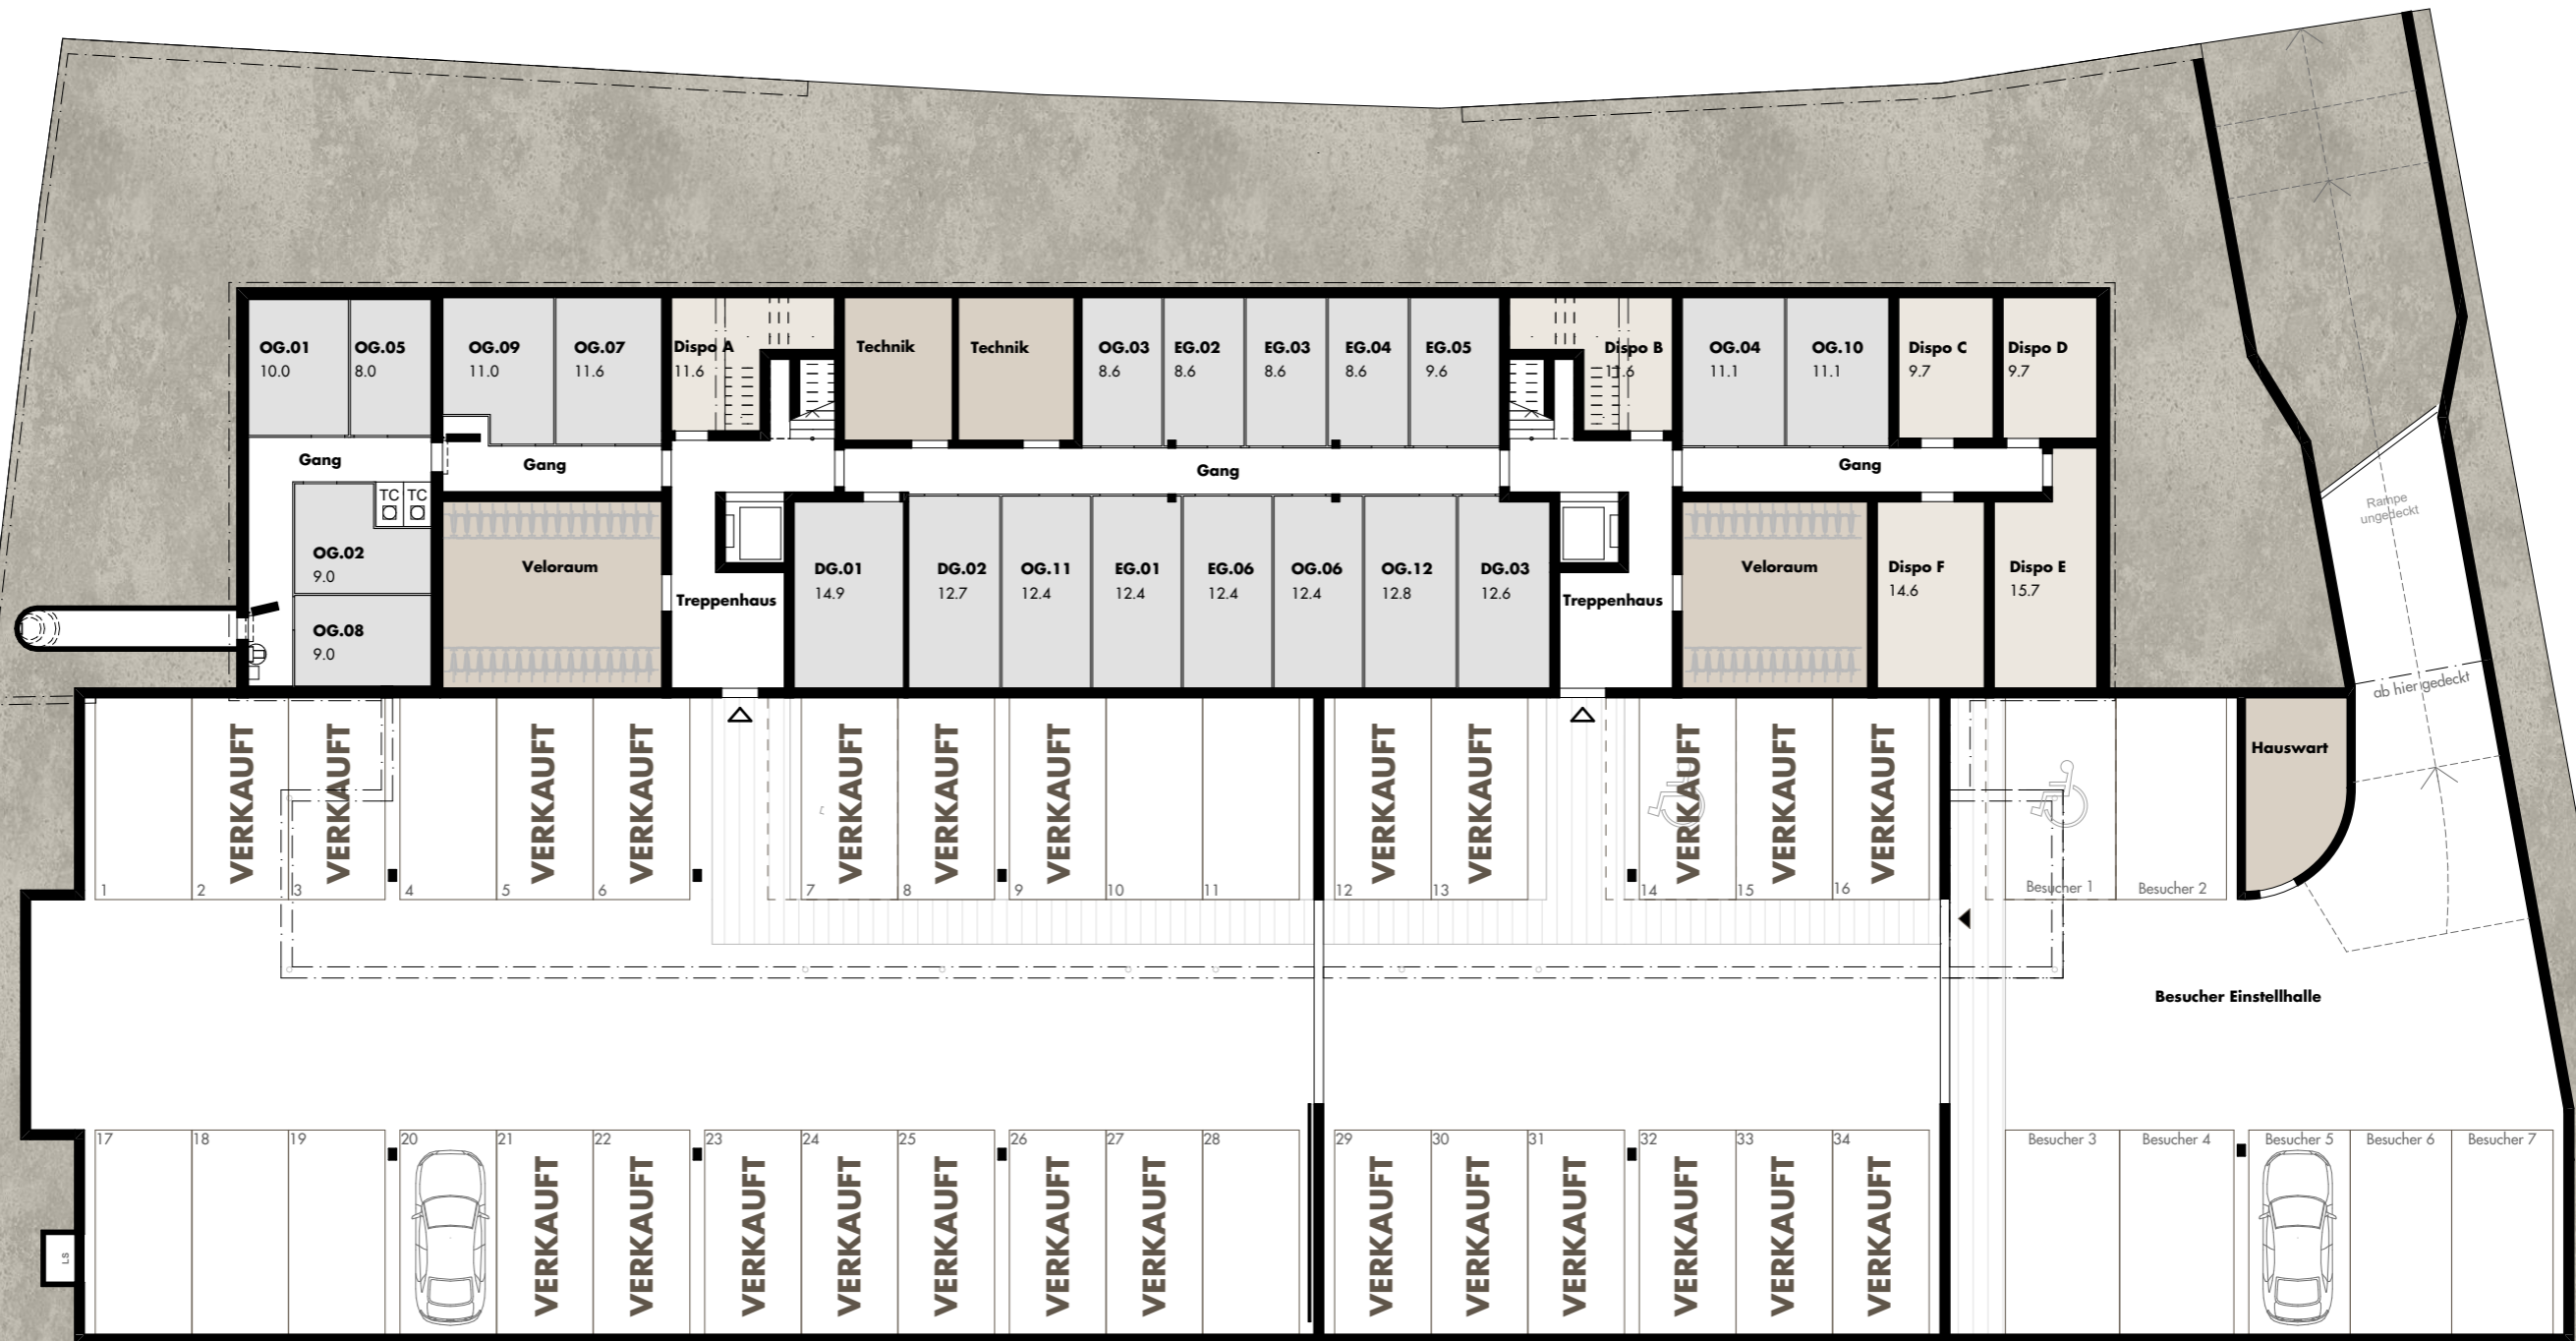 OG.01
10.0
OG.05
8.0
OG.09
11.0
OG.07
11.6
Dispo A
11.6
Technik
Technik
OG.03
8.6
EG.02
8.6
EG.03
8.6
EG.04
8.6
EG.05
9.6
Dispo B
11.6
OG.04
11.1
OG.10
11.1
Dispo C
9.7
Dispo D
9.7
Gang
Gang
Gang
Gang
TC
TC
Rampe
ungedeckt
OG.02
9.0
Veloraum
Treppenhaus
DG.01
14.9
DG.02
12.7
OG.11
12.4
EG.01
12.4
EG.06
12.4
OG.06
12.4
OG.12
12.8
DG.03
12.6
Treppenhaus
Veloraum
Dispo F
14.6
Dispo E
15.7
OG.08
9.0
ab hier gedeckt
Hauswart
1
2
VERKAUFT
3
VERKAUFT
4
5
VERKAUFT
6
VERKAUFT
7
VERKAUFT
8
VERKAUFT
9
VERKAUFT
10
11
12
VERKAUFT
13
VERKAUFT
14
VERKAUFT
15
VERKAUFT
16
VERKAUFT
Besucher 1
Besucher 2
Besucher Einstellhalle
17
18
19
20
21
VERKAUFT
22
VERKAUFT
23
VERKAUFT
24
VERKAUFT
25
VERKAUFT
26
VERKAUFT
27
VERKAUFT
28
29
VERKAUFT
30
VERKAUFT
31
VERKAUFT
32
VERKAUFT
33
VERKAUFT
34
VERKAUFT
Besucher 3
Besucher 4
Besucher 5
Besucher 6
Besucher 7
LS